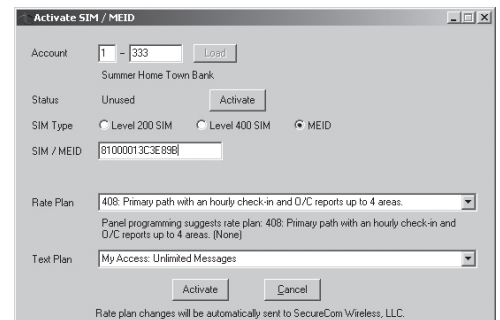 Activate SIM / MEID
Account 1 - 333 Load
Summer Home Town Bank
Status Unused Activate
SIM Type Level 200 SIM Level 400 SIM MEID
SIM / MEID 81000013C3E89B
Rate Plan 408: Primary path with an hourly check-in and O/C reports up to 4 areas.
Panel programming suggests rate plan: 408: Primary path with an hourly check-in and
O/C reports up to 4 areas. (None)
Text Plan My Access: Unlimited Messages
Activate Cancel
Rate plan changes will be automatically sent to SecureCom Wireless, LLC.